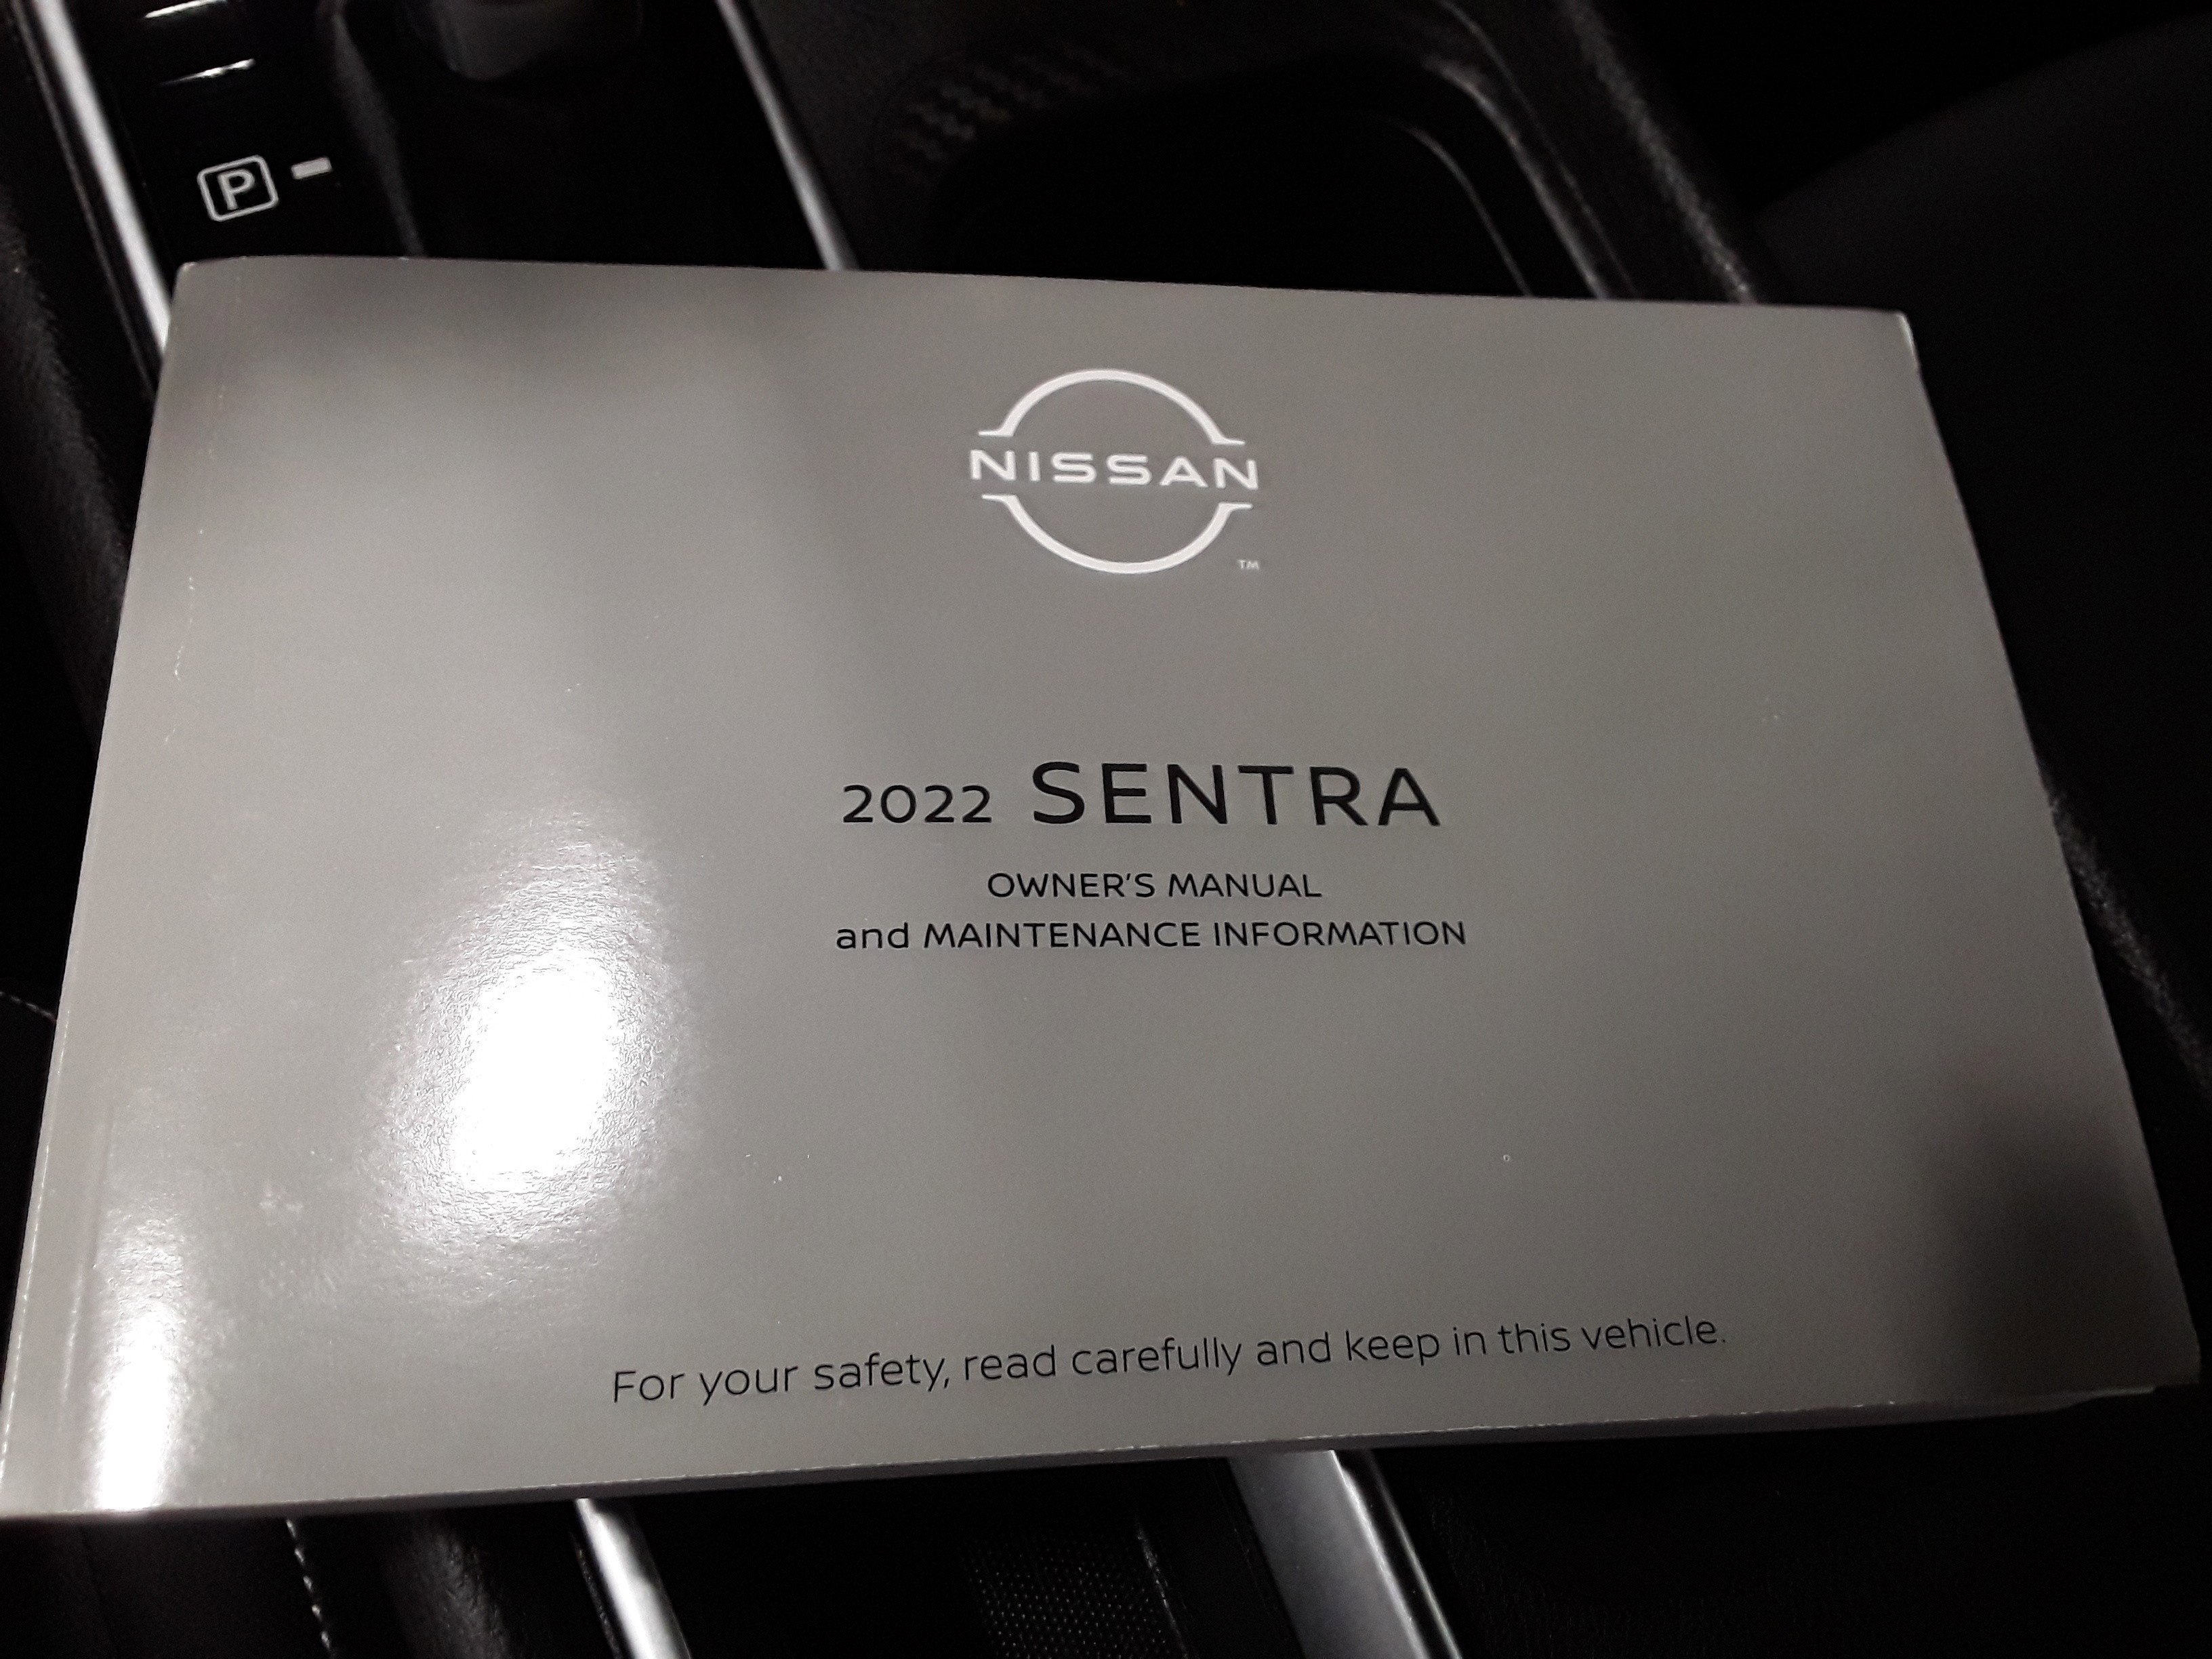 P
NISSAN
TM
2022 SENTRA
OWNER'S MANUAL
and MAINTENANCE INFORMATION
For your safety, read carefully and keep in this vehicle.